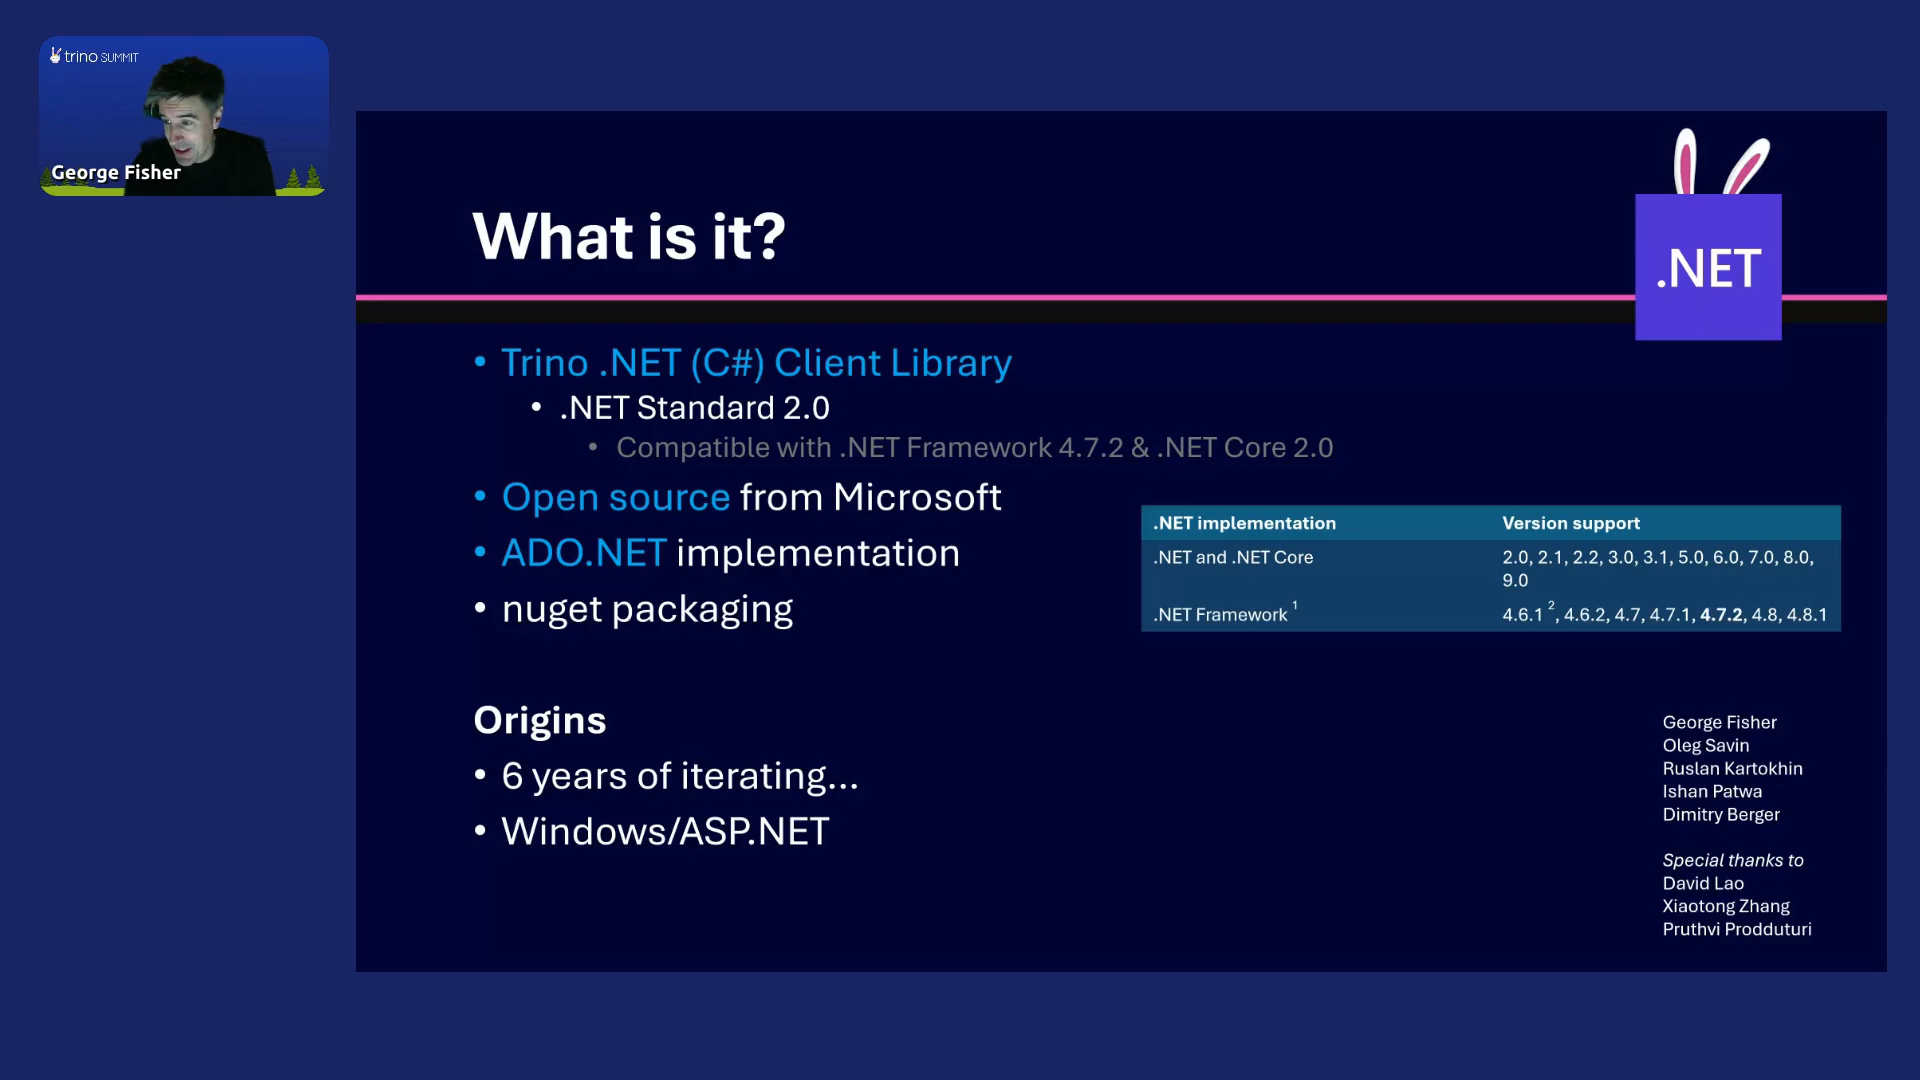 trino SUMMIT
George Fisher
What is it?
.NET
• Trino .NET (C#) Client Library
• .NET Standard 2.0
• Compatible with .NET Framework 4.7.2 & .NET Core 2.0
• Open source from Microsoft
• ADO.NET implementation
• nuget packaging
.NET implementation Version support
.NET and .NET Core 2.0, 2.1, 2.2, 3.0, 3.1, 5.0, 6.0, 7.0, 8.0,
9.0
.NET Framework 1 4.6.1 2, 4.6.2, 4.7, 4.7.1, 4.7.2, 4.8, 4.8.1
Origins
• 6 years of iterating...
• Windows/ASP.NET
George Fisher
Oleg Savin
Ruslan Kartokhin
Ishan Patwa
Dimitry Berger
Special thanks to
David Lao
Xiaotong Zhang
Pruthvi Prodduturi